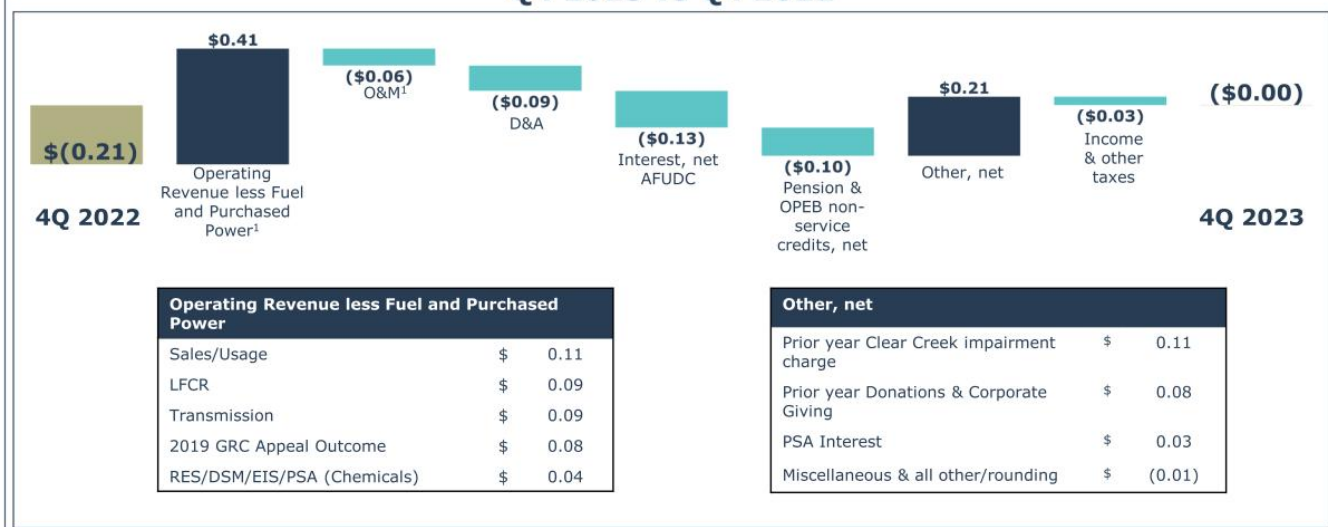 $0.41
($0.06)
O&M¹
($0.09)
D&A
($0.13)
Interest, net
AFUDC
($0.10)
Pension &
OPEB non-
service
credits, net
$0.21
Other, net
($0.03)
Income
& other
taxes
($0.00)
$(0.21)
Operating
Revenue less Fuel
and Purchased
Power¹
4Q 2022
4Q 2023
Operating Revenue less Fuel and Purchased
Power
Sales/Usage $ 0.11
LFCR $ 0.09
Transmission $ 0.09
2019 GRC Appeal Outcome $ 0.08
RES/DSM/EIS/PSA (Chemicals) $ 0.04
Other, net
Prior year Clear Creek impairment $ 0.11
charge
Prior year Donations & Corporate $ 0.08
Giving
PSA Interest $ 0.03
Miscellaneous & all other/rounding $ (0.01)